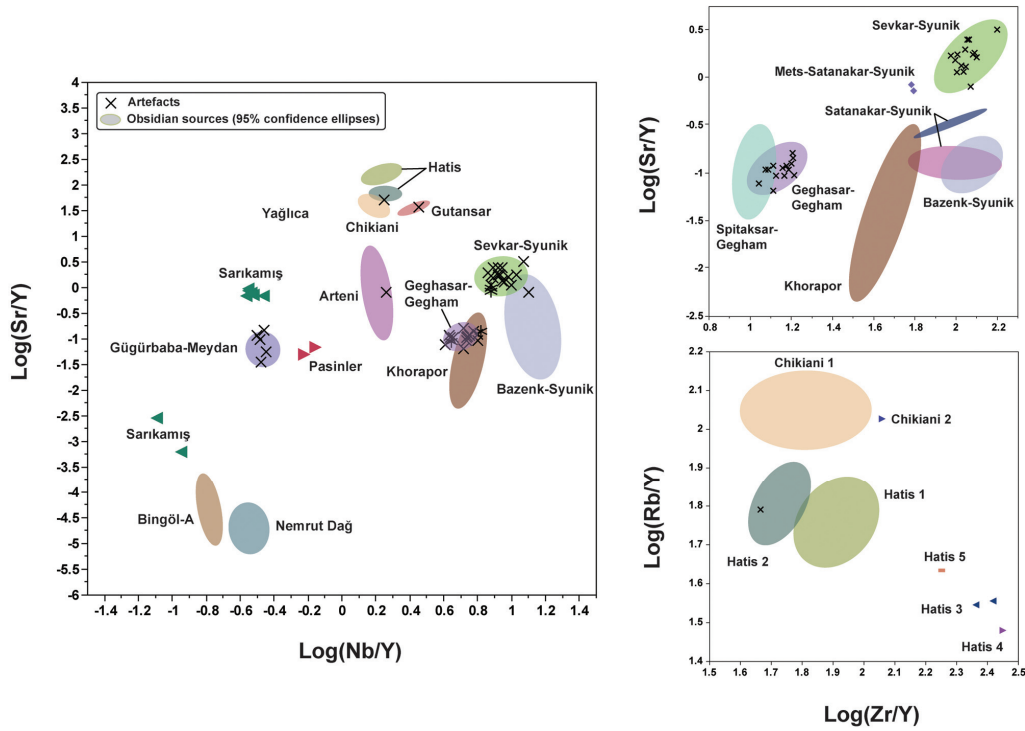 4
3.5
3
2.5
2
1.5
1
0.5
0
-0.5
-1
-1.5
-2
-2.5
-3
-3.5
-4
-4.5
-5
-5.5
-6
Log(Sr/Y)
Artefacts
Obsidian sources (95% confidence ellipses)
Hatis
Yağlıca
Chikiani
Gutansar
Sevkar-Syunik
Sarıkamış
Geghasar-
Gegham
Arteni
Gügürbaba-Meydan
Pasinler
Khorapor
Bazenk-Syunik
Sarıkamış
Bingöl-A
Nemrut Dağ
-1.4 -1.2 -1 -0.8 -0.6 -0.4 -0.2 0 0.2 0.4 0.6 0.8 1 1.2 1.4
Log(Nb/Y)
0.5
0
-0.5
-1
-1.5
-2
-2.5
Log(Sr/Y)
Sevkar-Syunik
Mets-Satanakar-Syunik
Satanakar-Syunik
Geghasar-
Gegham
Bazenk-Syunik
Spitaksar-
Gegham
Khorapor
0.8 1 1.2 1.4 1.6 1.8 2 2.2
2.2
2.1
2
1.9
1.8
1.7
1.6
1.5
1.4
Log(Rb/Y)
Chikiani 1
Chikiani 2
Hatis 1
Hatis 2
Hatis 5
Hatis 3
Hatis 4
1.5 1.6 1.7 1.8 1.9 2 2.1 2.2 2.3 2.4 2.5
Log(Zr/Y)